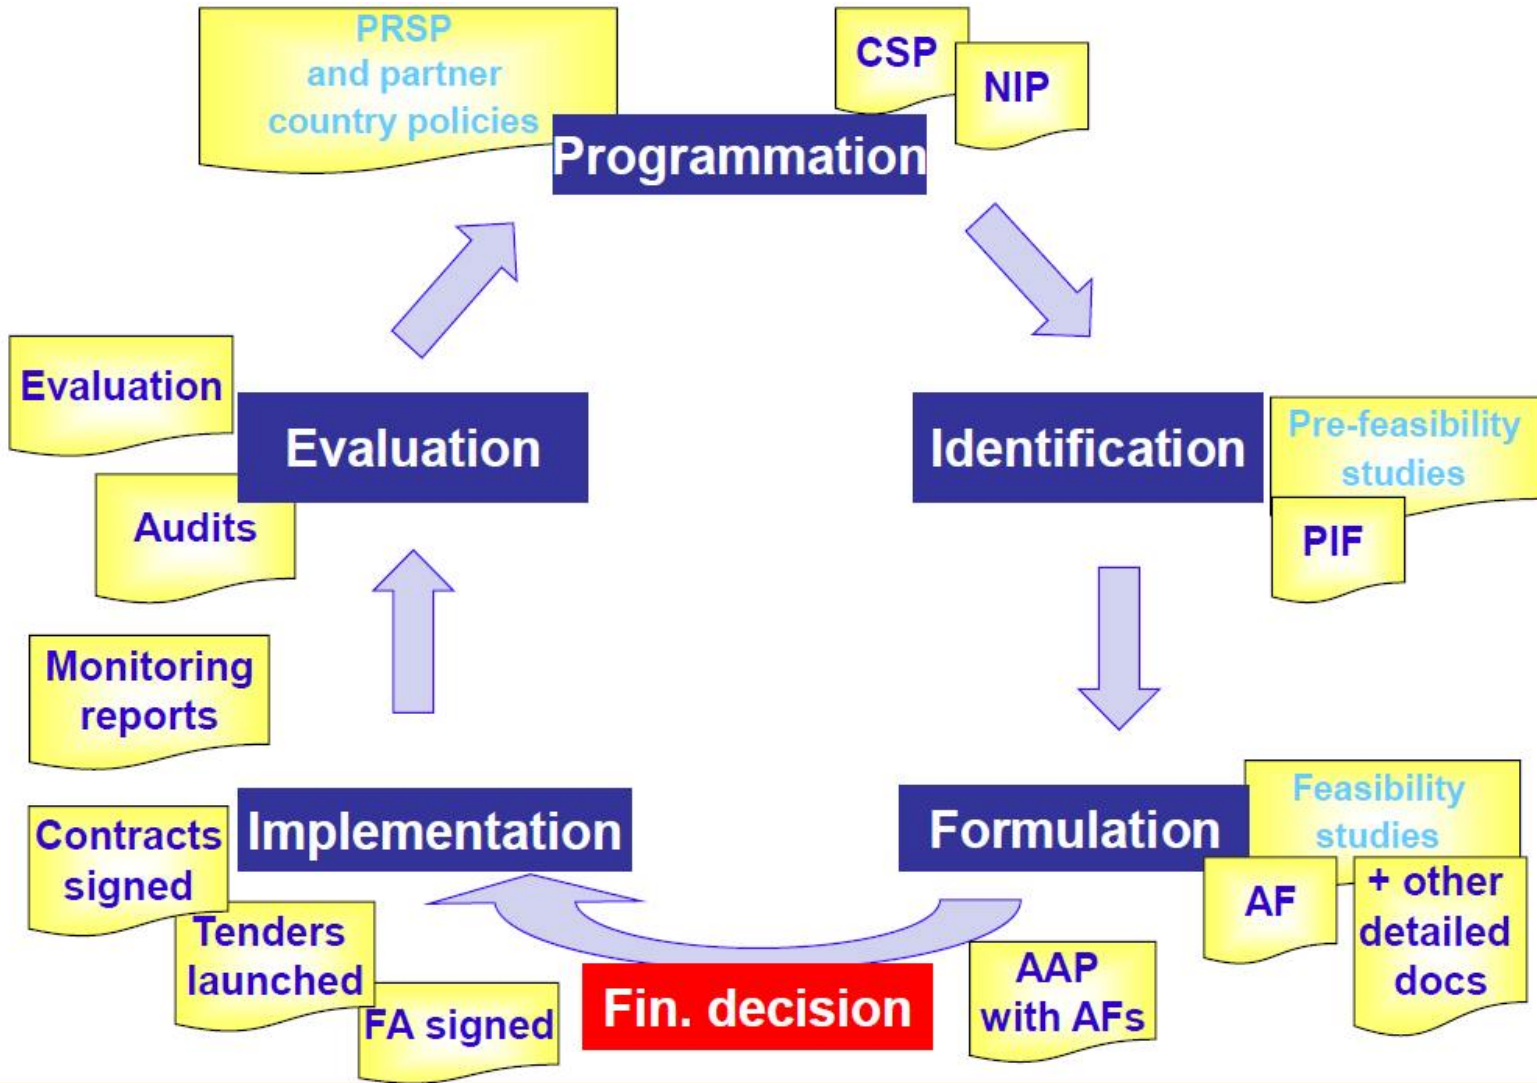 PRSP
and partner
country policies
CSP
NIP
Programmation
Evaluation
Evaluation
Audits
Identification
Pre-feasibility
studies
PIF
Monitoring
reports
Implementation
Contracts
signed
Tenders
launched
FA signed
Formulation
Feasibility
studies
AF
+ other
detailed
docs
Fin. decision
AAP
with AFs